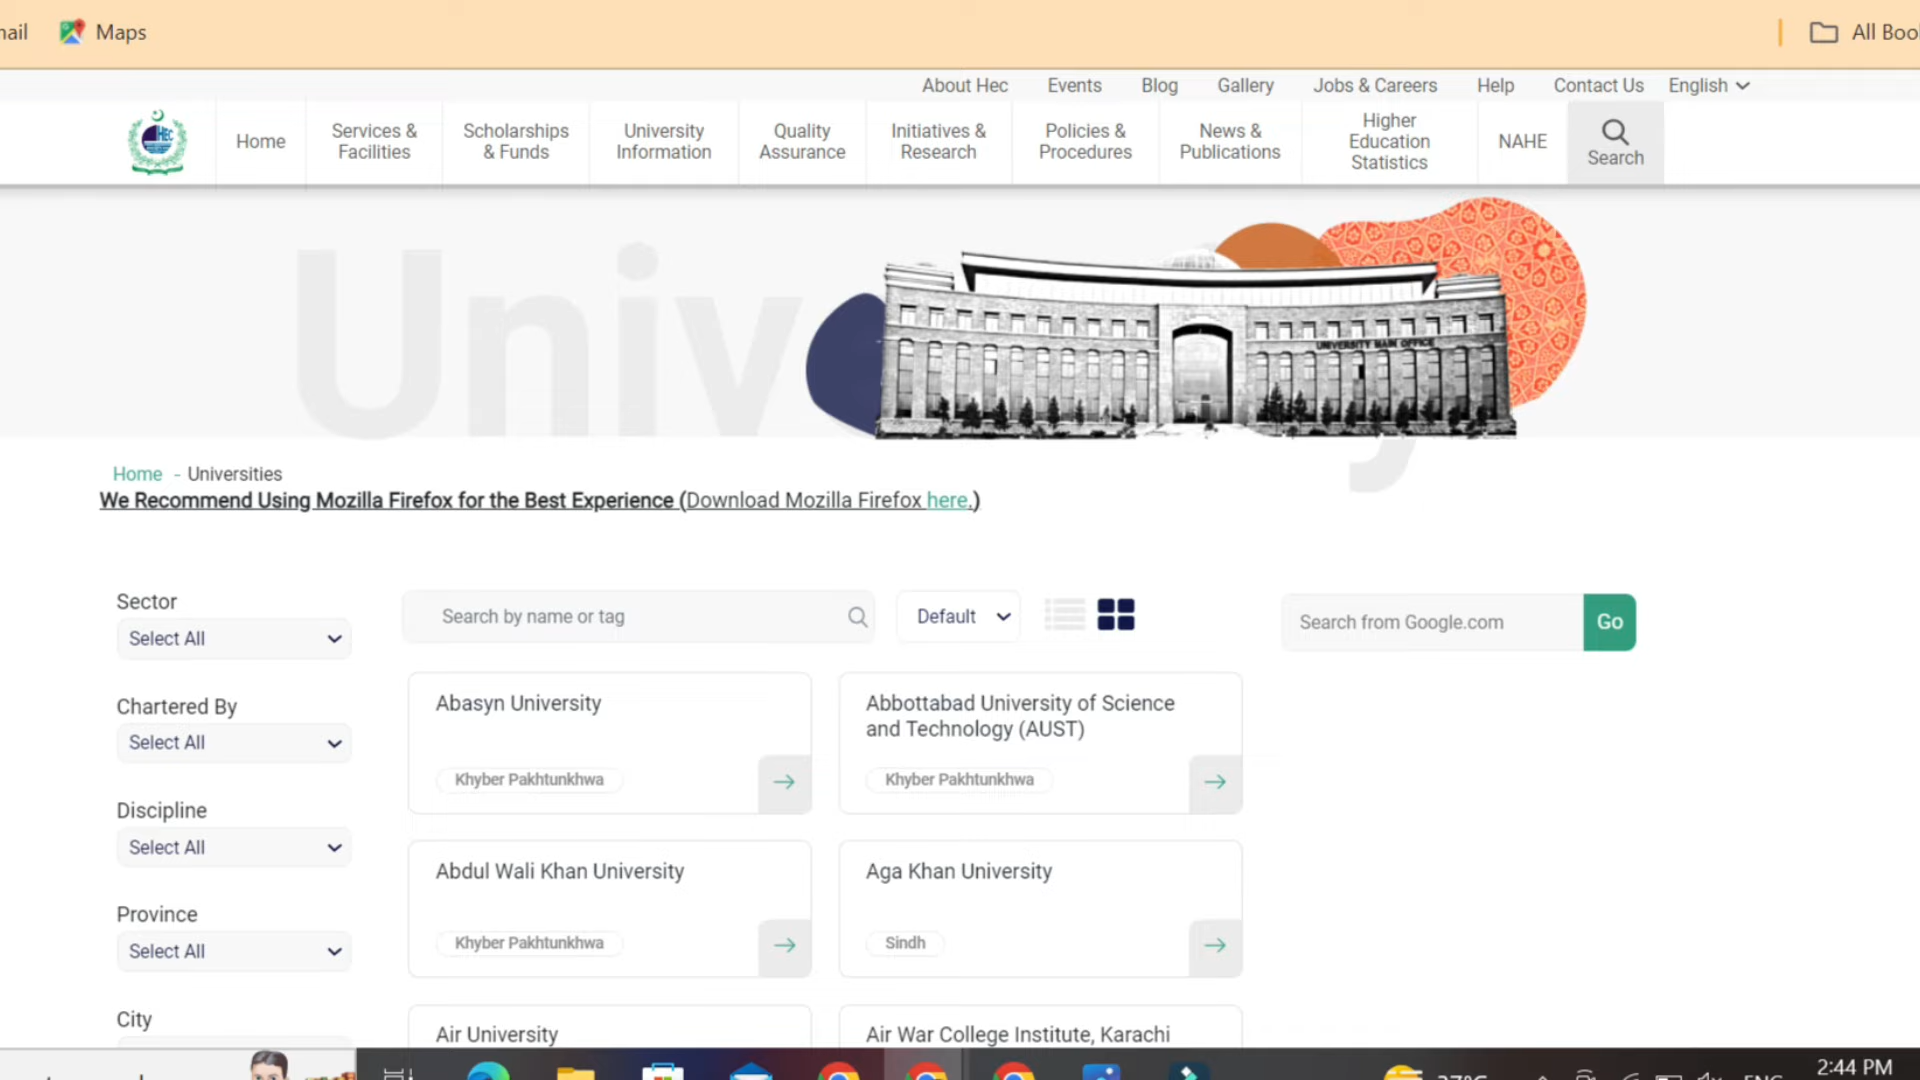 Maps
All
About Hec Events Blog Gallery Jobs & Careers Help Contact Us English
HEC
Home
Services &
Facilities
Scholarships
& Funds
University
Information
Quality
Assurance
Initiatives &
Research
Policies &
Procedures
News &
Publications
Higher
Education
Statistics
NAHE
Search
University
UNIVERSITY MAIN OFFICE
Home - Universities
We Recommend Using Mozilla Firefox for the Best Experience (Download Mozilla Firefox here.)
Sector
Select All
Chartered By
Select All
Discipline
Select All
Province
Select All
City
Search by name or tag
Default
Search from Google.com
Go
Abasyn University
Khyber Pakhtunkhwa
Abbottabad University of Science
and Technology (AUST)
Khyber Pakhtunkhwa
Abdul Wali Khan University
Khyber Pakhtunkhwa
Aga Khan University
Sindh
Air University
Air War College Institute, Karachi
2:44 PM